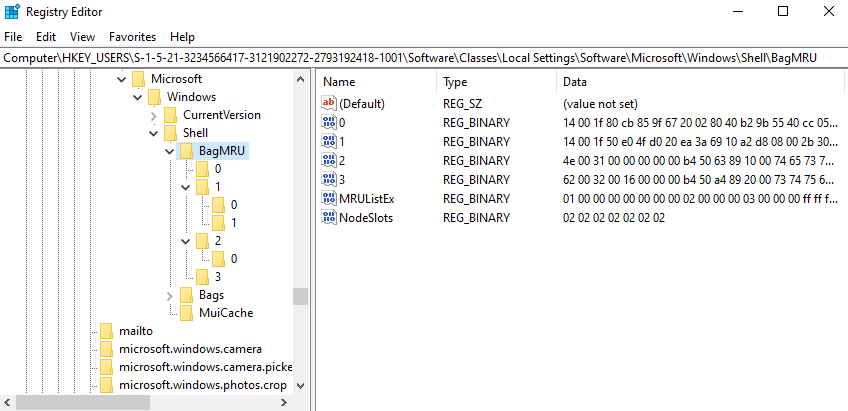 Registry Editor
File Edit View Favorites Help
Computer\HKEY_USERS\S-1-5-21-3234566417-3121902272-2793192418-1001\Software\Classes\Local Settings\Software\Microsoft\Windows\Shell\BagMRU
Microsoft
Windows
CurrentVersion
Shell
BagMRU
0
1
0
1
2
0
3
Bags
MuiCache
mailto
microsoft.windows.camera
microsoft.windows.camera.picke
microsoft.windows.photos.crop
Name Type Data
(Default) REG_SZ (value not set)
0 REG_BINARY 14 00 1f 80 cb 85 9f 67 20 02 80 40 b2 9b 55 40 cc 05...
1 REG_BINARY 14 00 1f 50 e0 4f d0 20 ea 3a 69 10 a2 d8 08 00 2b 30...
2 REG_BINARY 4e 00 31 00 00 00 00 00 b4 50 63 89 10 00 74 65 73 7...
3 REG_BINARY 62 00 32 00 16 00 00 00 b4 50 a4 89 20 00 73 74 75 6...
MRUListEx REG_BINARY 01 00 00 00 00 00 00 00 02 00 00 00 03 00 00 00 ff ff f...
NodeSlots REG_BINARY 02 02 02 02 02 02 02